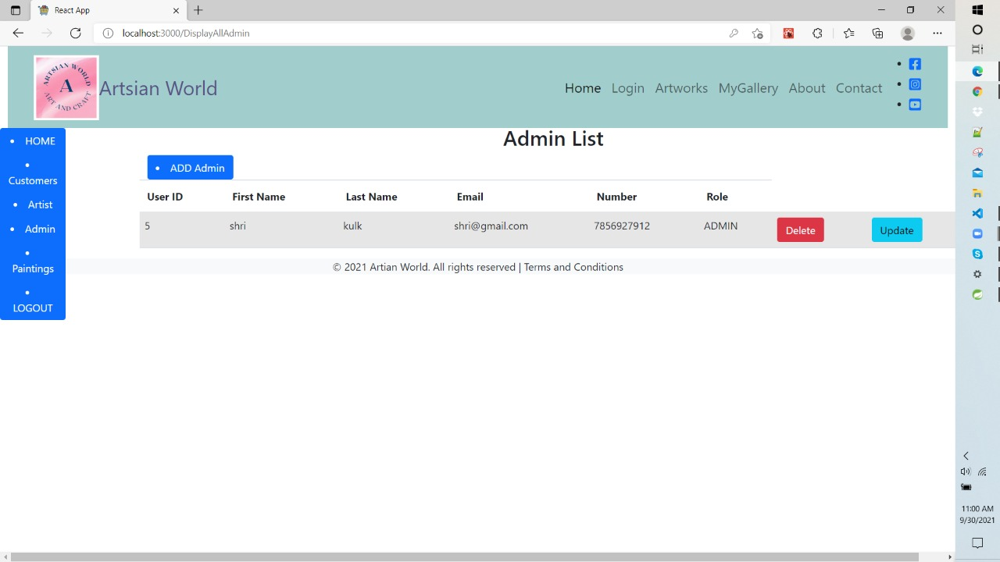 React App
localhost:3000/DisplayAllAdmin
ARTSIAN WORLD
A
ART AND CRAFT
Artsian World
Home Login Artworks MyGallery About Contact
Admin List
HOME
Customers
Artist
Admin
Paintings
LOGOUT
ADD Admin
User ID First Name Last Name Email Number Role
5 shri kulk shri@gmail.com 7856927912 ADMIN Delete Update
© 2021 Artian World. All rights reserved | Terms and Conditions
11:00 AM
9/30/2021